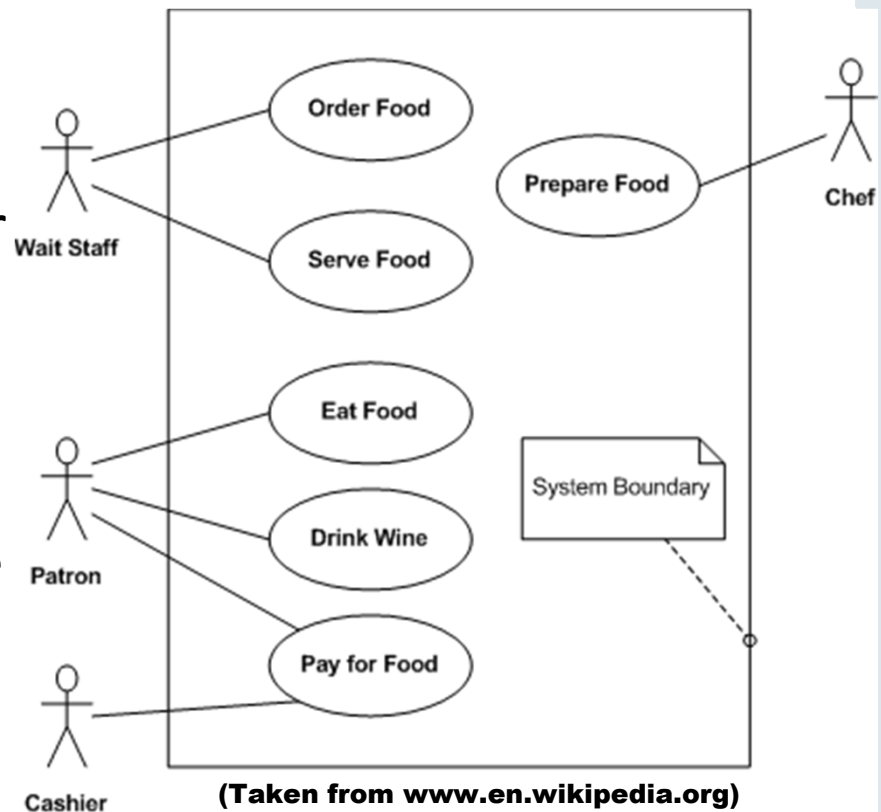 Order Food
Prepare Food
Chef
Wait Staff
Serve Food
Eat Food
System Boundary
Drink Wine
Patron
Pay for Food
Cashier
(Taken from www.en.wikipedia.org)